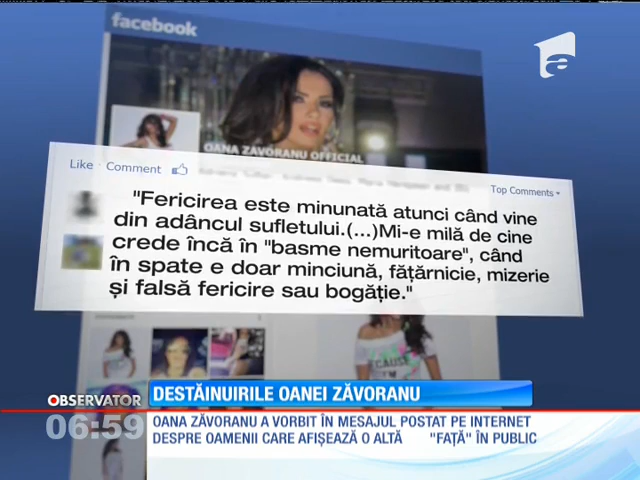 facebook
a
OANA ZĂVORANU OFFICIAL
Like · Comment
Top Comments
"Fericirea este minunată atunci când vine
din adâncul sufletului.(...)Mi-e milă de cine
crede încă în "basme nemuritoare", când
în spate e doar minciună, fățărnicie, mizerie
și falsă fericire sau bogăție."
BECAUSE
I'M
OBSERVATOR
06:59
DESTĂINUIRILE OANEI ZĂVORANU
OANA ZĂVORANU A VORBIT ÎN MESAJUL POSTAT PE INTERNET
DESPRE OAMENII CARE AFIȘEAZĂ O ALTĂ "FAȚĂ" ÎN PUBLIC